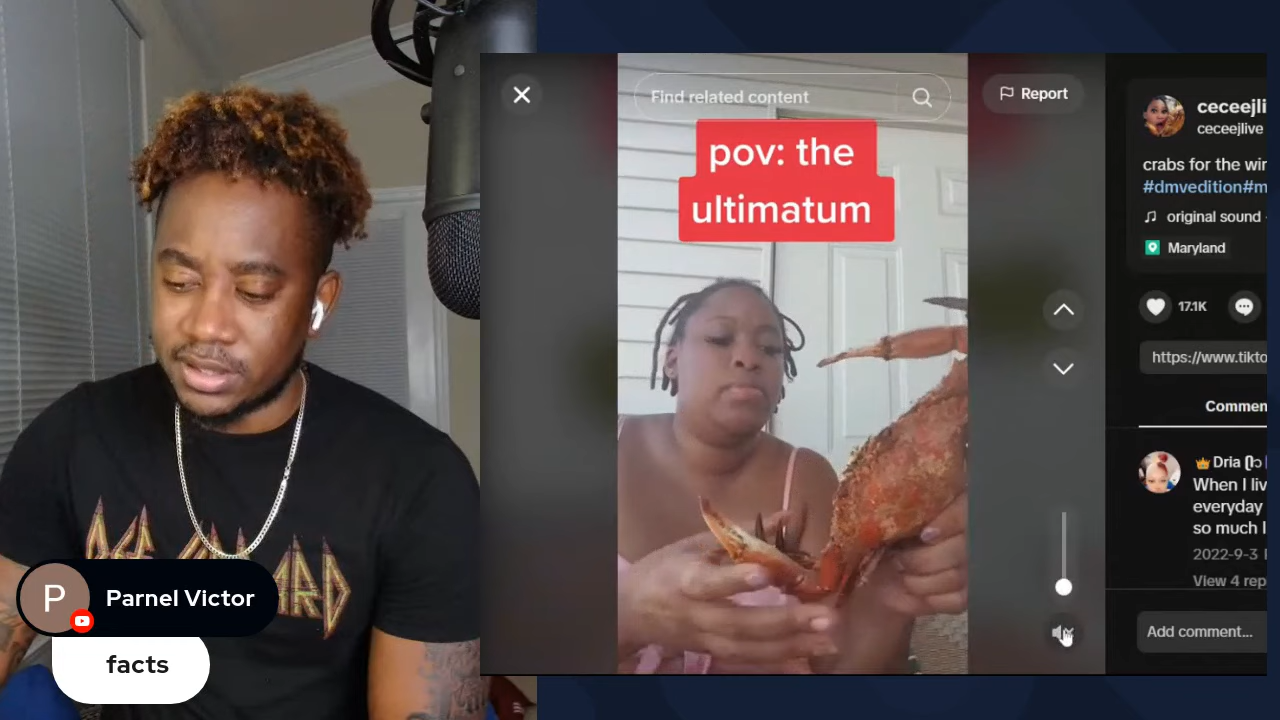 Find related content
Report
pov: the
ultimatum
ceceejli
ceceejlive
crabs for the win
#dmvedition#m
original sound
Maryland
17.1K
https://www.tikto
Commen
Dria
When I liv
everyday
so much l
2022-9-3
View 4 rep
Add comment...
P
Parnel Victor
facts